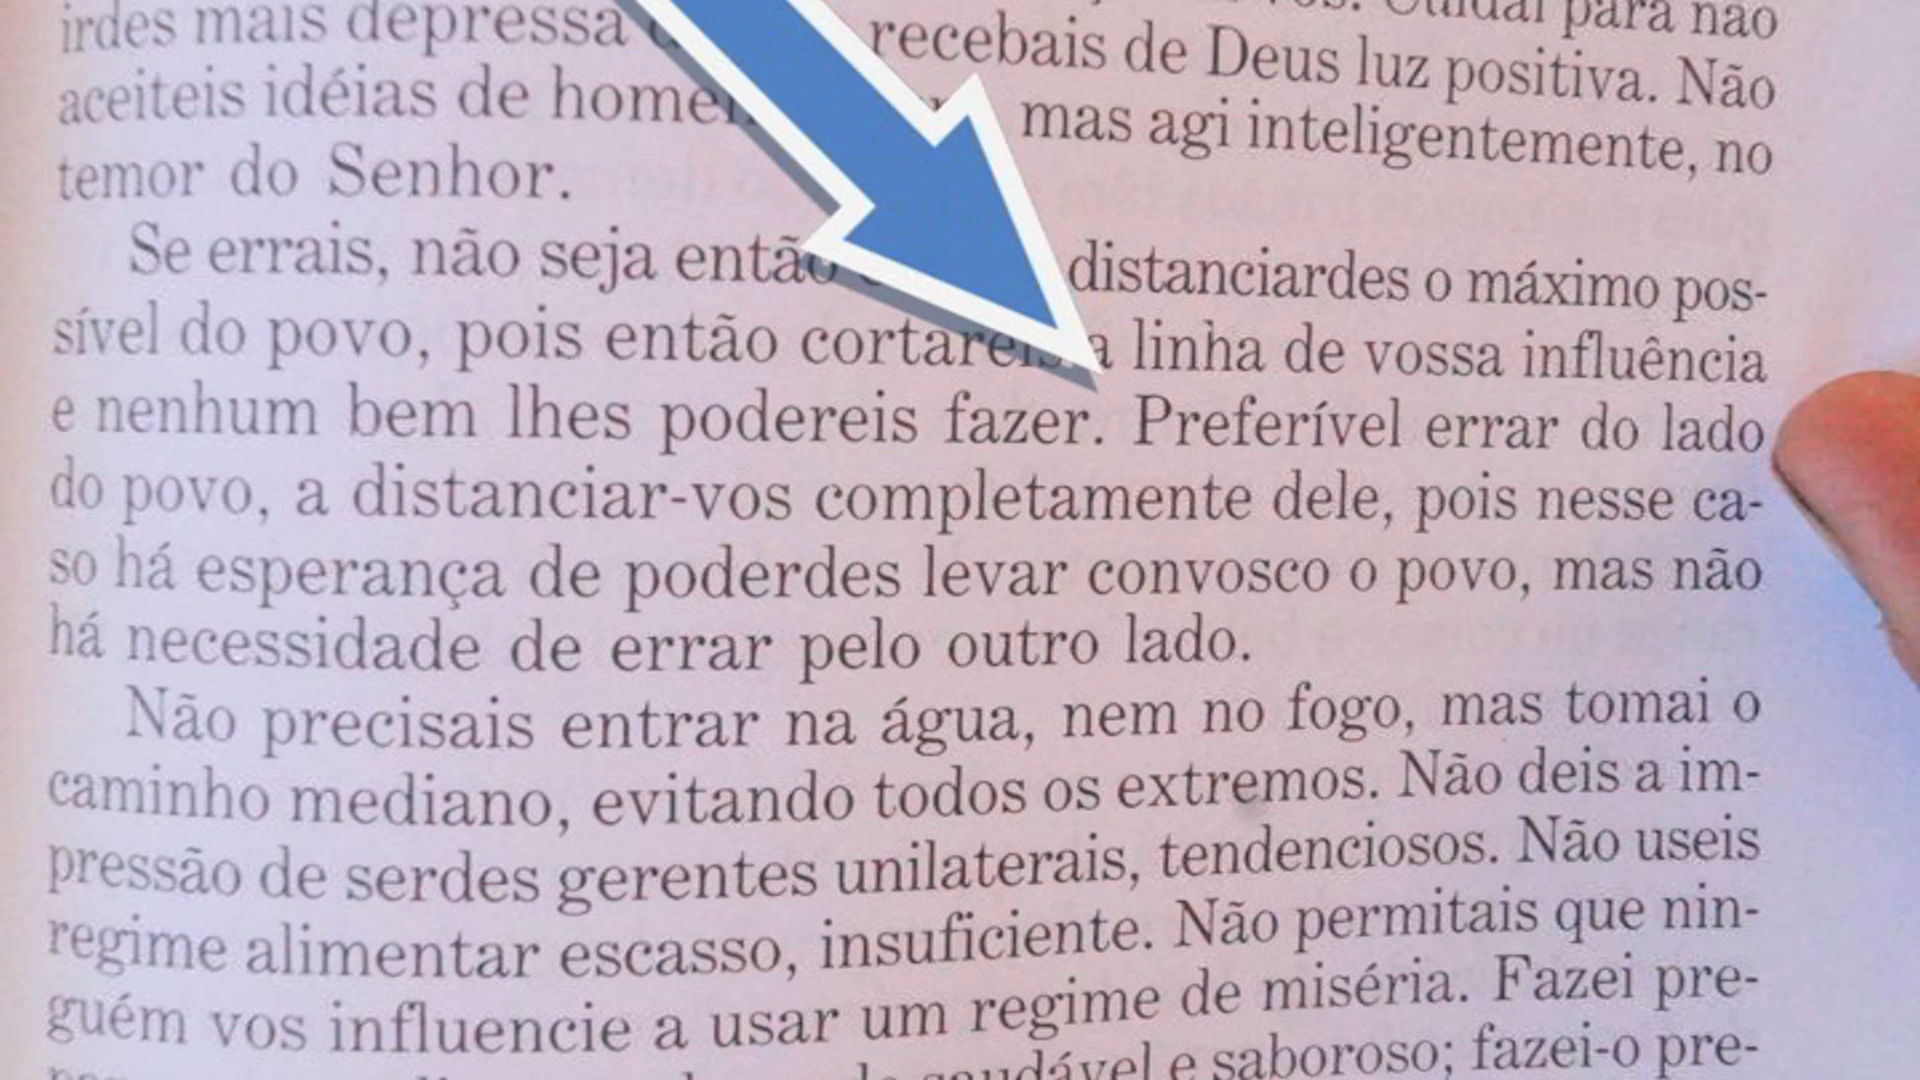 irdes mais depressa recebais de Deus luz positiva. Não
aceiteis idéias de mas agi inteligentemente, no
temor do Senhor.
Se errais, não seja então distanciardes o máximo pos-
sível do povo, pois então cortareis a linha de vossa influência
e nenhum bem lhes podereis fazer. Preferível errar do lado
do povo, a distanciar-vos completamente dele, pois nesse ca-
so há esperança de poderdes levar convosco o povo, mas não
há necessidade de errar pelo outro lado.
Não precisais entrar na água, nem no fogo, mas tomai o
caminho mediano, evitando todos os extremos. Não deis a im-
pressão de serdes gerentes unilaterais, tendenciosos. Não useis
regime alimentar escasso, insuficiente. Não permitais que nin-
guém vos influencie a usar um regime de miséria. Fazei pre-
saudável e saboroso; fazei-o pre-